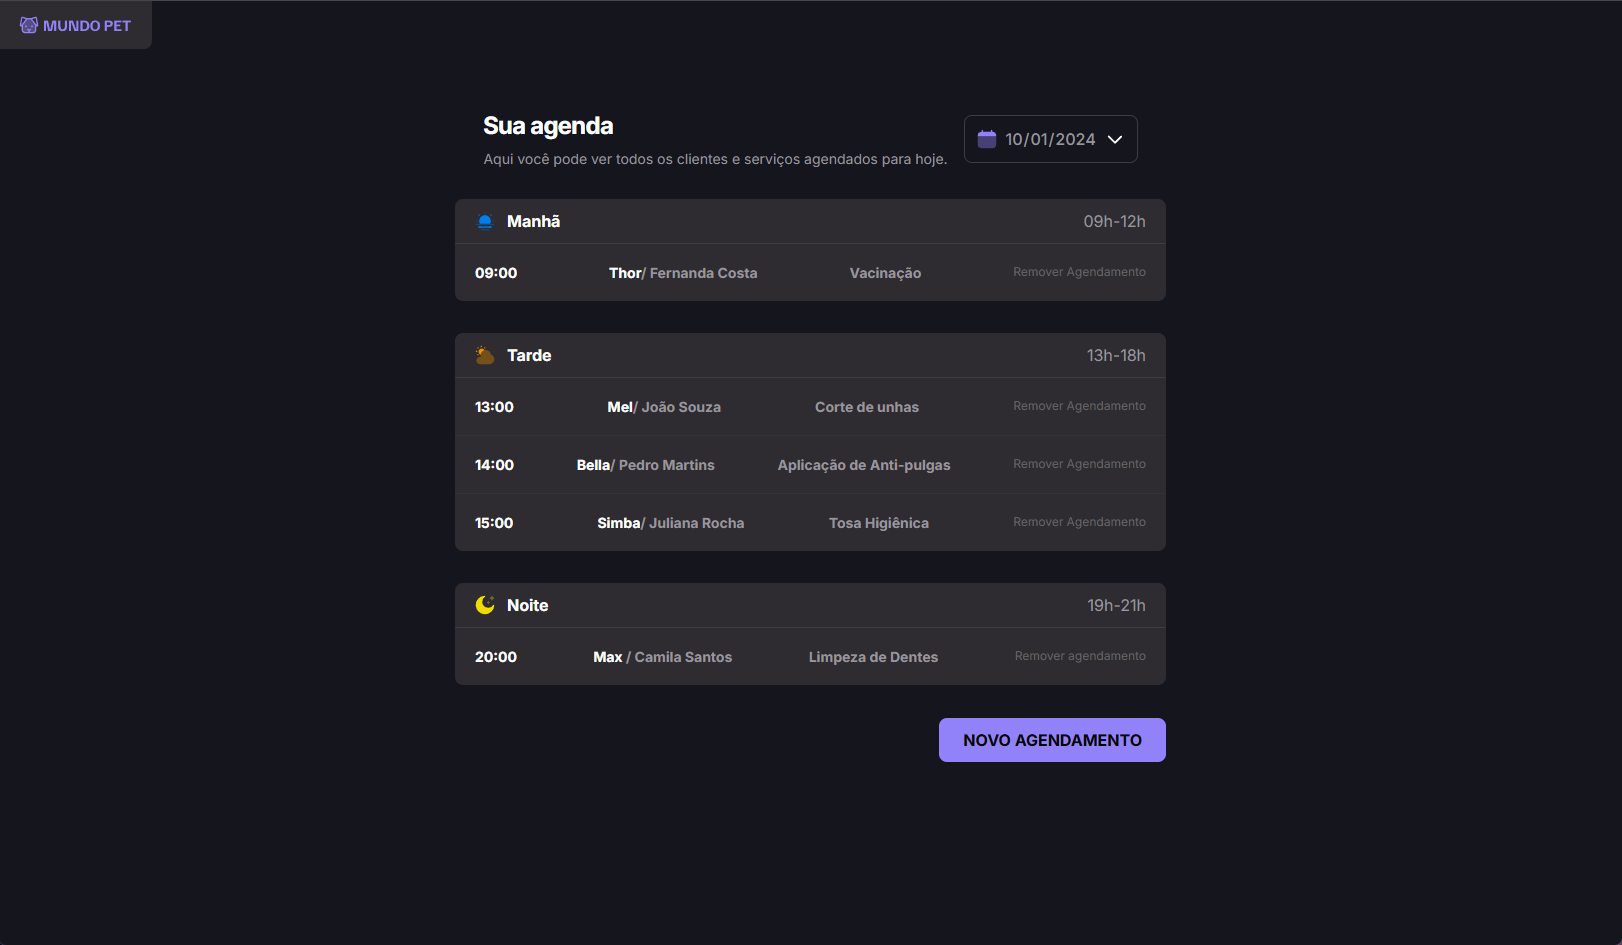 MUNDO PET
Sua agenda
Aqui você pode ver todos os clientes e serviços agendados para hoje.
10/01/2024
Manhã 09h-12h
09:00 Thor/ Fernanda Costa Vacinação Remover Agendamento
Tarde 13h-18h
13:00 Mel/ João Souza Corte de unhas Remover Agendamento
14:00 Bella/ Pedro Martins Aplicação de Anti-pulgas Remover Agendamento
15:00 Simba/ Juliana Rocha Tosa Higiênica Remover Agendamento
Noite 19h-21h
20:00 Max / Camila Santos Limpeza de Dentes Remover agendamento
NOVO AGENDAMENTO